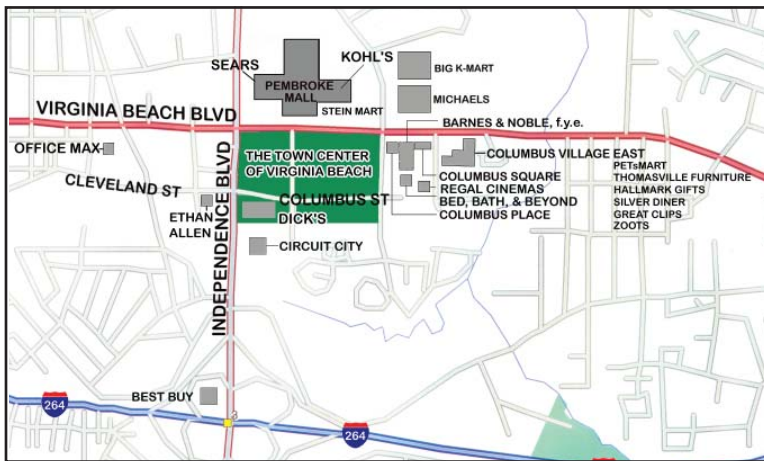 SEARS
KOHL'S
PEMBROKE
MALL
STEIN MART
BIG K-MART
MICHAELS
VIRGINIA BEACH BLVD
BARNES & NOBLE, f.y.e.
OFFICE MAX
THE TOWN CENTER
OF VIRGINIA BEACH
COLUMBUS VILLAGE EAST
PETsMART
THOMASVILLE FURNITURE
HALLMARK GIFTS
SILVER DINER
GREAT CLIPS
ZOOTS
COLUMBUS SQUARE
REGAL CINEMAS
BED, BATH, & BEYOND
COLUMBUS PLACE
CLEVELAND ST
COLUMBUS ST
DICK'S
ETHAN
ALLEN
INDEPENDENCE BLVD
CIRCUIT CITY
BEST BUY
264
264